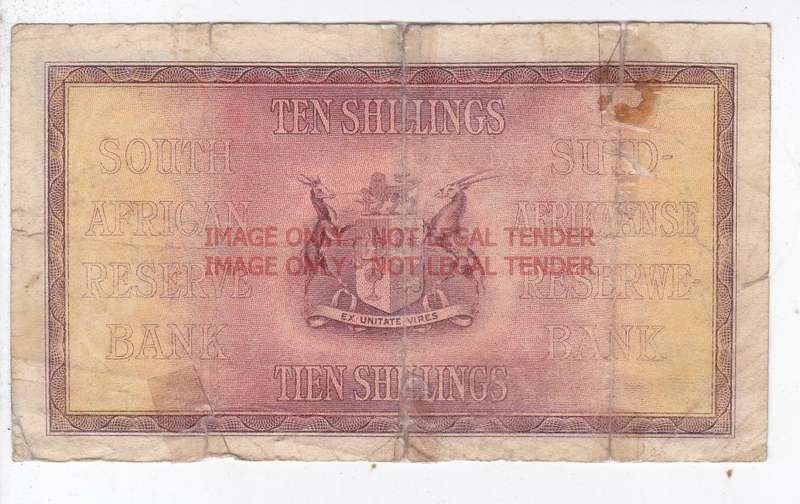 TEN SHILLINGS
SOUTH
AFRICAN
RESERVE
BANK
SUID-
AFRIKAANSE
RESERWE-
BANK
IMAGE ONLY - NOT LEGAL TENDER
IMAGE ONLY - NOT LEGAL TENDER
EX UNITATE VIRES
TIEN SHILLINGS